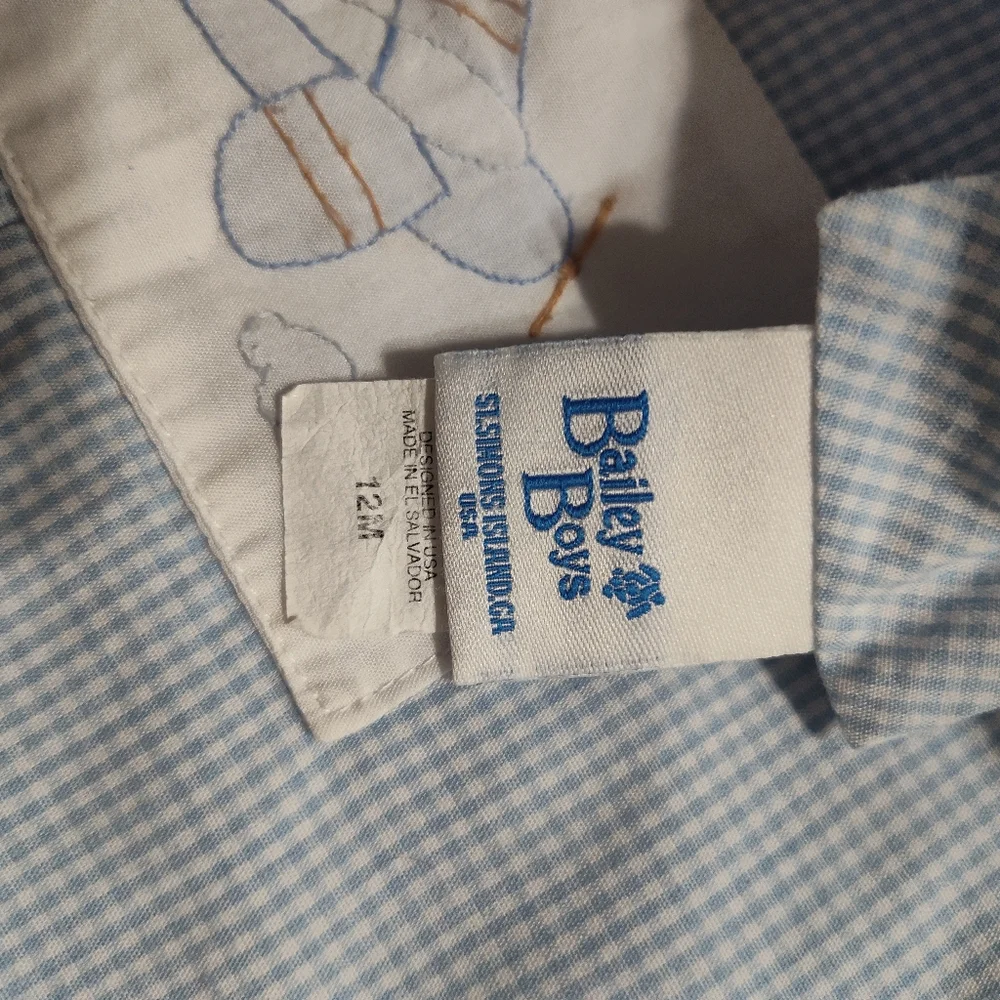 Bailey
Boys
ST.SIMONS ISLAND,GA
USA
DESIGNED IN USA
MADE IN EL SALVADOR
12M